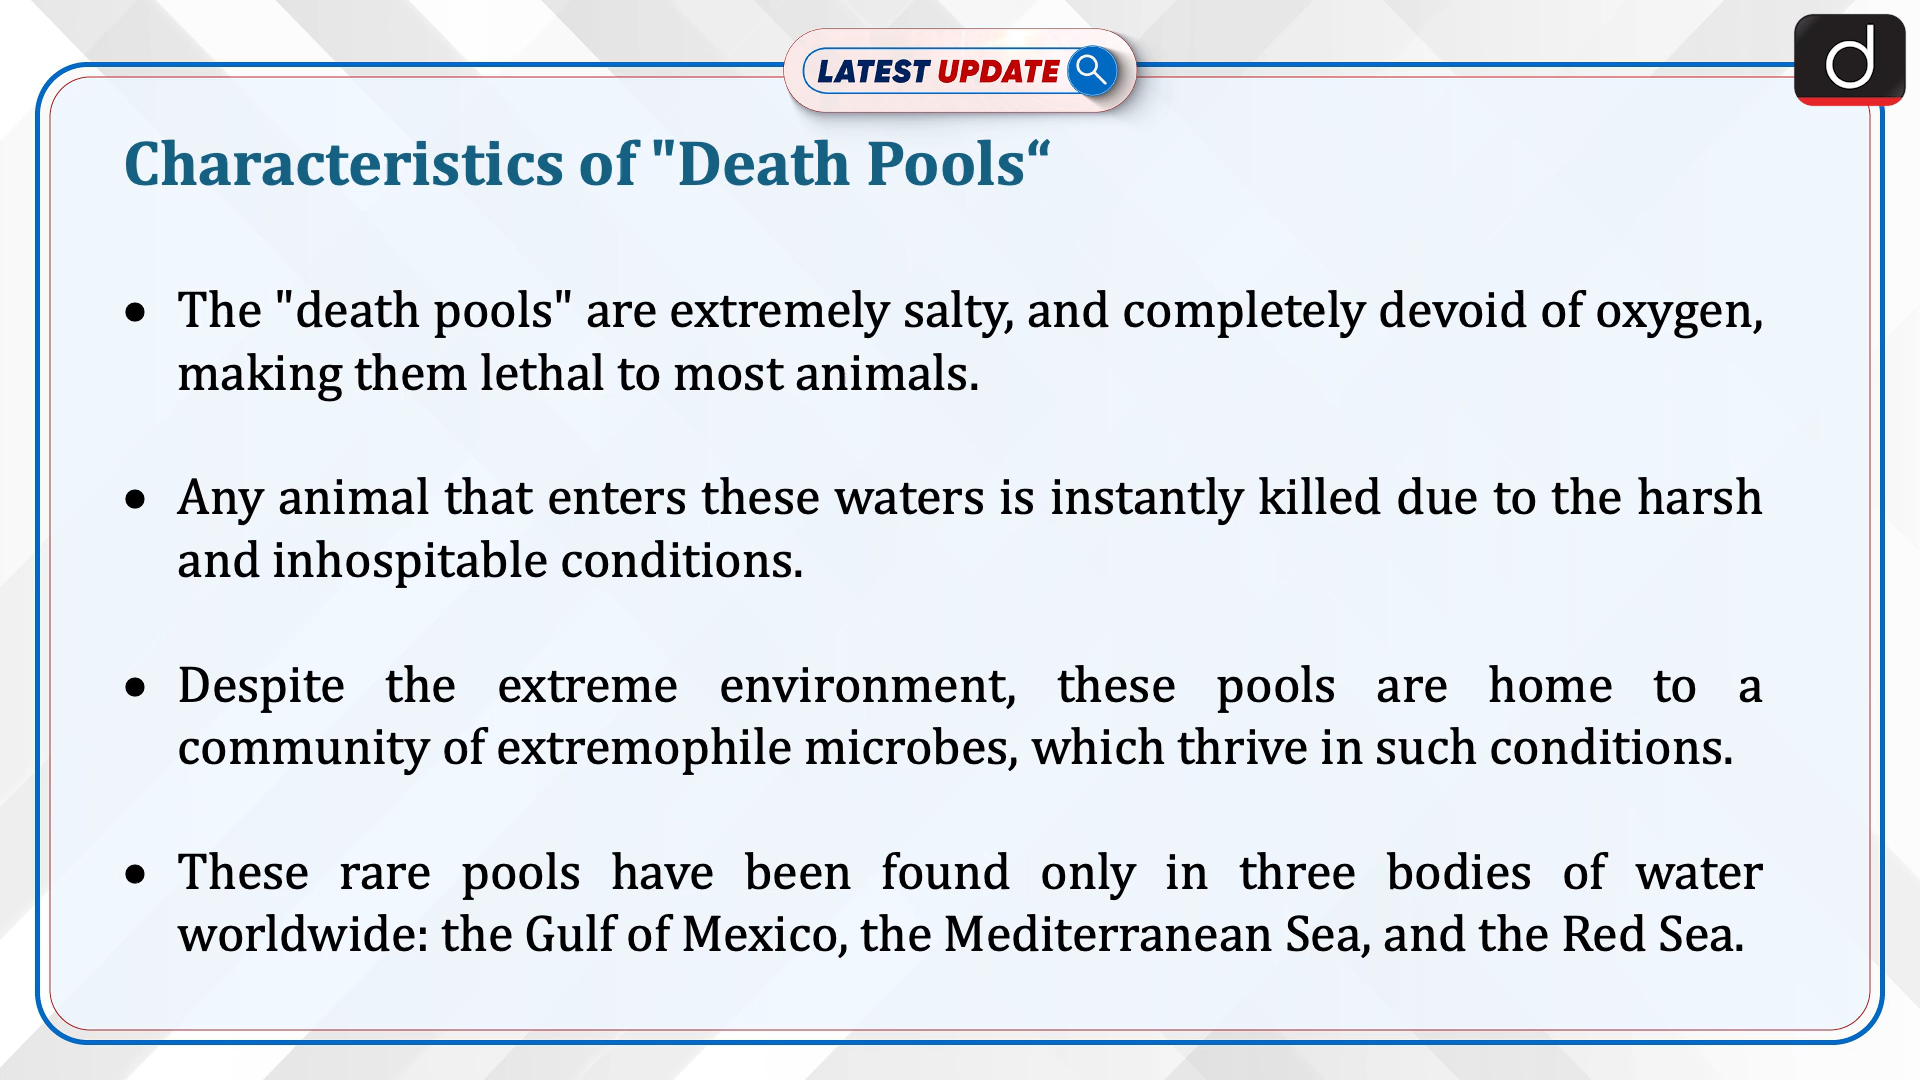 LATEST UPDATE
d
Characteristics of "Death Pools“
• The "death pools" are extremely salty, and completely devoid of oxygen,
making them lethal to most animals.
• Any animal that enters these waters is instantly killed due to the harsh
and inhospitable conditions.
• Despite the extreme environment, these pools are home to a
community of extremophile microbes, which thrive in such conditions.
• These rare pools have been found only in three bodies of water
worldwide: the Gulf of Mexico, the Mediterranean Sea, and the Red Sea.